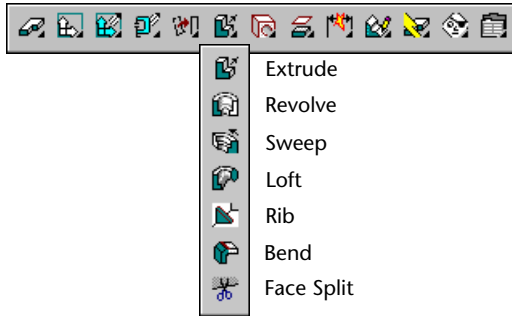 Extrude
Revolve
Sweep
Loft
Rib
Bend
Face Split